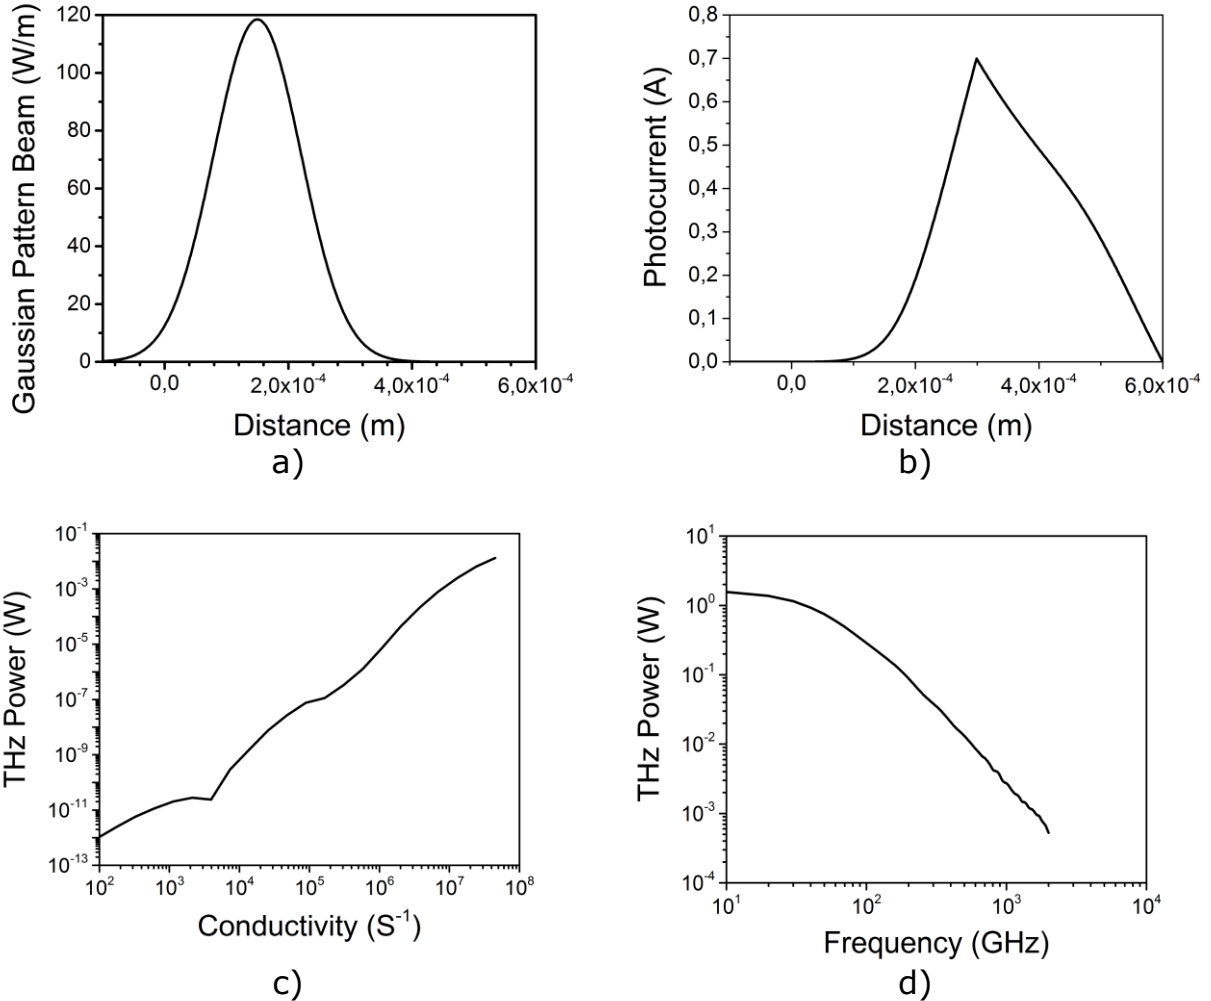 Gaussian Pattern Beam (W/m)
120
100
80
60
40
20
0
0,0
2,0x10-4
4,0x10-4
6,0x10-4
Distance (m)
a)
Photocurrent (A)
0,8
0,7
0,6
0,5
0,4
0,3
0,2
0,1
0,0
0,0
2,0x10-4
4,0x10-4
6,0x10-4
Distance (m)
b)
THz Power (W)
10-1
10-3
10-5
10-7
10-9
10-11
10-13
102
103
104
105
106
107
108
Conductivity (S-1)
c)
THz Power (W)
101
100
10-1
10-2
10-3
10-4
101
102
103
104
Frequency (GHz)
d)